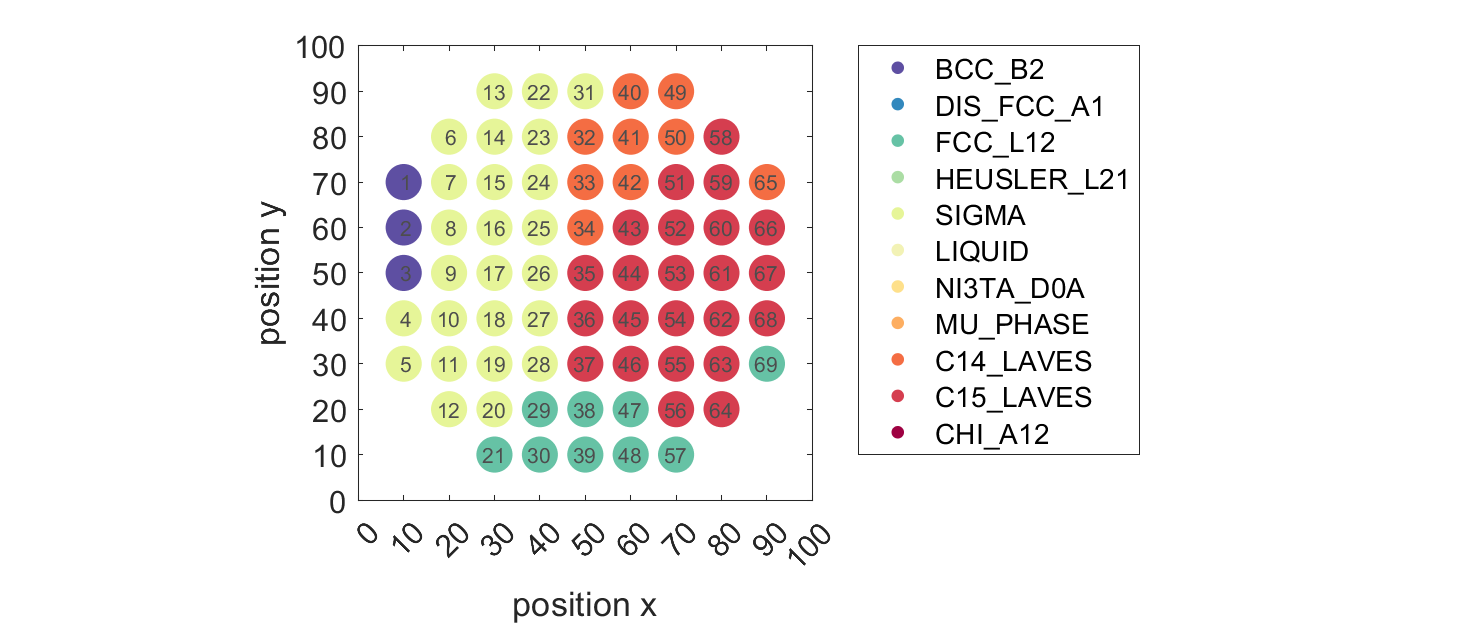 100
90
80
70
60
50
40
30
20
10
0
position y
13 22 31 40 49
6 14 23 32 41 50 58
1 7 15 24 33 42 51 59 65
2 8 16 25 34 43 52 60 66
3 9 17 26 35 44 53 61 67
4 10 18 27 36 45 54 62 68
5 11 19 28 37 46 55 63 69
12 20 29 38 47 56 64
21 30 39 48 57
0 10 20 30 40 50 60 70 80 90 100
position x
BCC_B2
DIS_FCC_A1
FCC_L12
HEUSLER_L21
SIGMA
LIQUID
NI3TA_D0A
MU_PHASE
C14_LAVES
C15_LAVES
CHI_A12